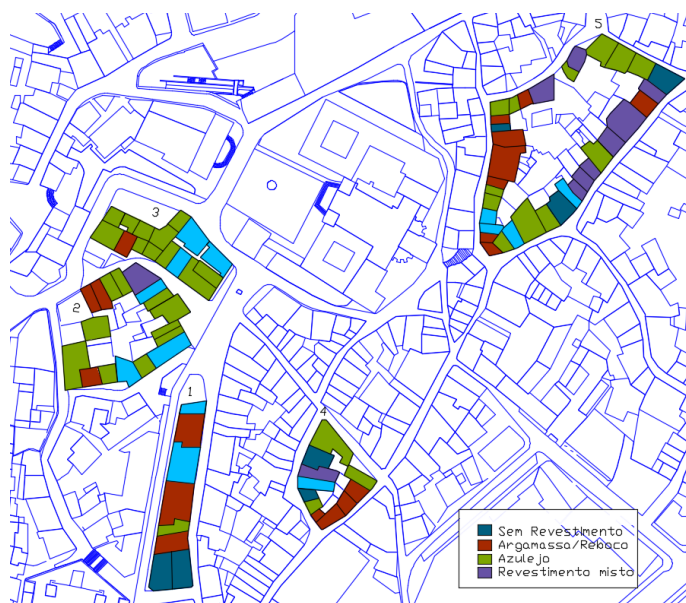 5
3
2
1
4
Sem Revestimento
Argamassa/Reboco
Azulejo
Revestimento misto